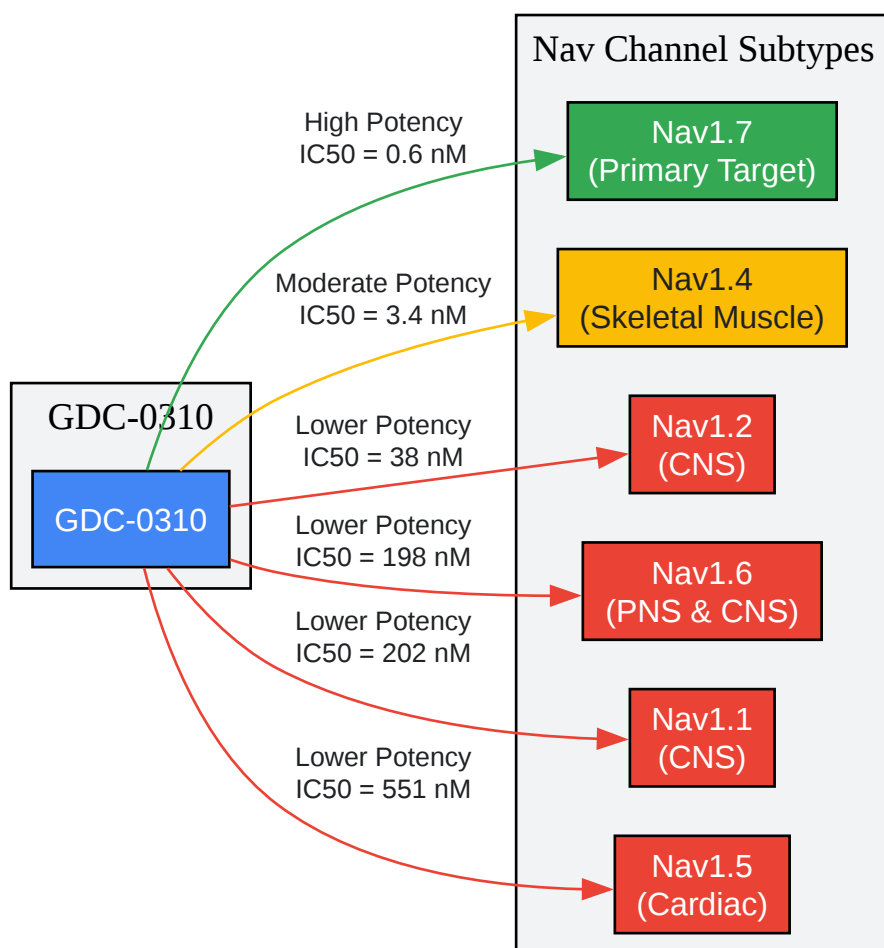 Nav Channel Subtypes
High Potency
IC50 = 0.6 nM
Nav1.7
(Primary Target)
Moderate Potency
IC50 = 3.4 nM
Nav1.4
(Skeletal Muscle)
GDC-0310
GDC-0310
Lower Potency
IC50 = 38 nM
Nav1.2
(CNS)
Lower Potency
IC50 = 198 nM
Nav1.6
(PNS & CNS)
Lower Potency
IC50 = 202 nM
Nav1.1
(CNS)
Lower Potency
IC50 = 551 nM
Nav1.5
(Cardiac)